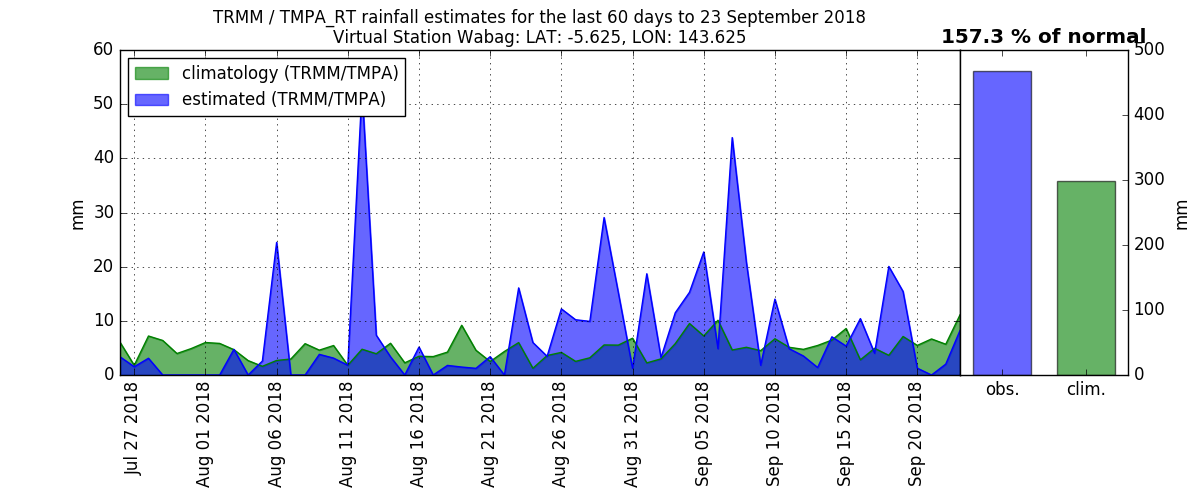 TRMM / TMPA_RT rainfall estimates for the last 60 days to 23 September 2018
Virtual Station Wabag: LAT: -5.625, LON: 143.625
157.3 % of normal
climatology (TRMM/TMPA)
estimated (TRMM/TMPA)
60
50
40
30
20
10
0
mm
Jul 27 2018
Aug 01 2018
Aug 06 2018
Aug 11 2018
Aug 16 2018
Aug 21 2018
Aug 26 2018
Aug 31 2018
Sep 05 2018
Sep 10 2018
Sep 15 2018
Sep 20 2018
500
400
300
200
100
0
mm
obs.
clim.